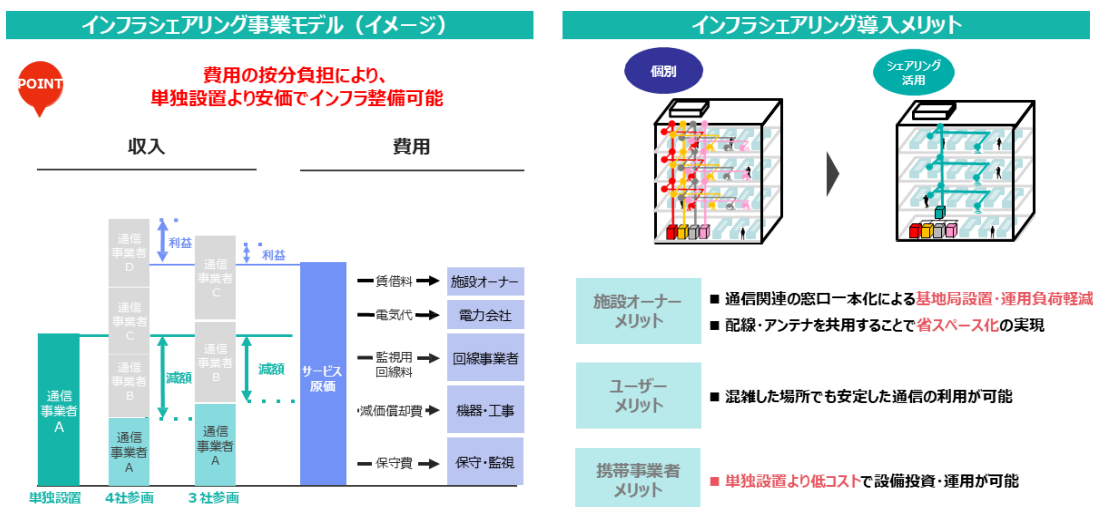 インフラシェアリング事業モデル（イメージ）
POINT
費用の按分負担により、
単独設置より安価でインフラ整備可能
収入
費用
通信
事業者
A
単独設置
通信
事業者
D
通信
事業者
C
通信
事業者
B
通信
事業者
A
4社参画
利益
減額
通信
事業者
C
通信
事業者
B
通信
事業者
A
３社参画
利益
減額
サービス
原価
賃借料
施設オーナー
電気代
電力会社
監視用
回線料
回線事業者
減価償却費
機器・工事
保守費
保守・監視
インフラシェアリング導入メリット
個別
シェアリング
活用
施設オーナー
メリット
■ 通信関連の窓口一本化による基地局設置・運用負荷軽減
■ 配線・アンテナを共用することで省スペース化の実現
ユーザー
メリット
■ 混雑した場所でも安定した通信の利用が可能
携帯事業者
メリット
■ 単独設置より低コストで設備投資・運用が可能